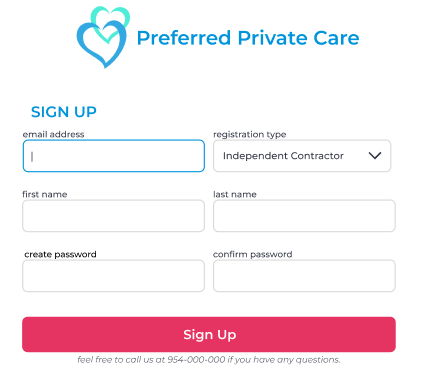 Preferred Private Care
SIGN UP
email address
registration type
Independent Contractor
first name
last name
create password
confirm password
Sign Up
feel free to call us at 954-000-000 if you have any questions.